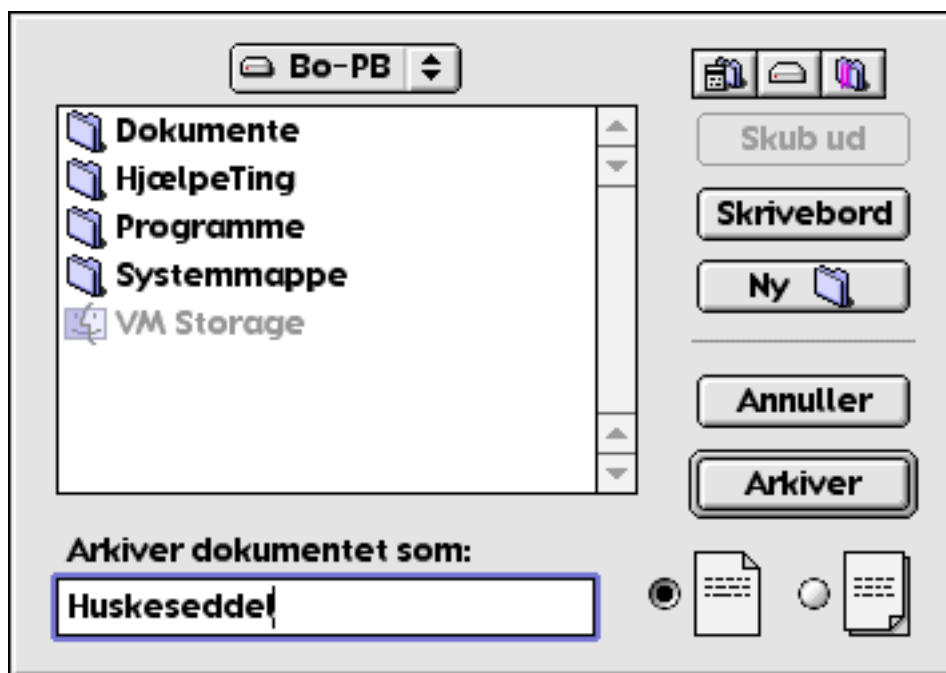 Bo-PB
Dokumente
HjælpeTing
Programme
Systemmappe
VM Storage
Skub ud
Skrivebord
Ny
Annuller
Arkiver
Arkiver dokumentet som:
Huskeseddel